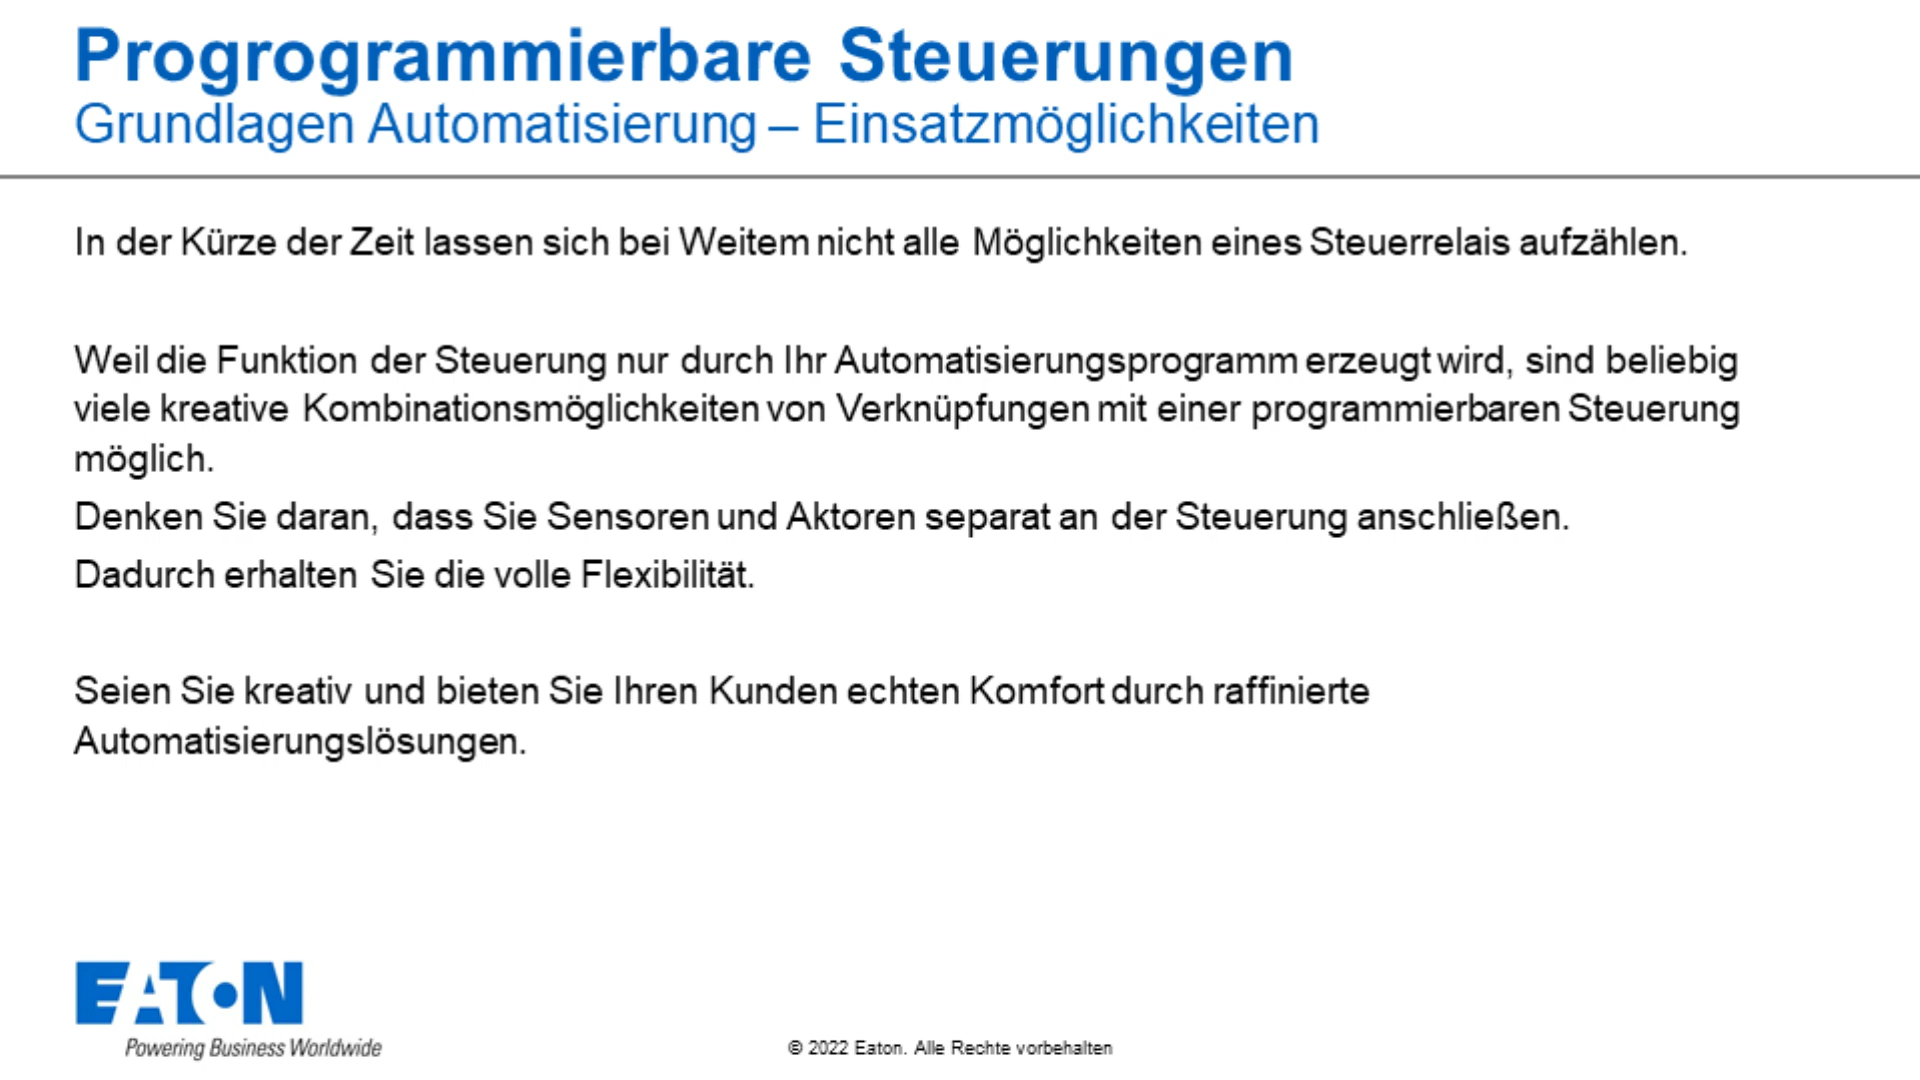 Progrogrammierbare Steuerungen
Grundlagen Automatisierung – Einsatzmöglichkeiten
In der Kürze der Zeit lassen sich bei Weitem nicht alle Möglichkeiten eines Steuerrelais aufzählen.
Weil die Funktion der Steuerung nur durch Ihr Automatisierungsprogramm erzeugt wird, sind beliebig
viele kreative Kombinationsmöglichkeiten von Verknüpfungen mit einer programmierbaren Steuerung
möglich.
Denken Sie daran, dass Sie Sensoren und Aktoren separat an der Steuerung anschließen.
Dadurch erhalten Sie die volle Flexibilität.
Seien Sie kreativ und bieten Sie Ihren Kunden echten Komfort durch raffinierte
Automatisierungslösungen.
EATON
Powering Business Worldwide
© 2022 Eaton. Alle Rechte vorbehalten